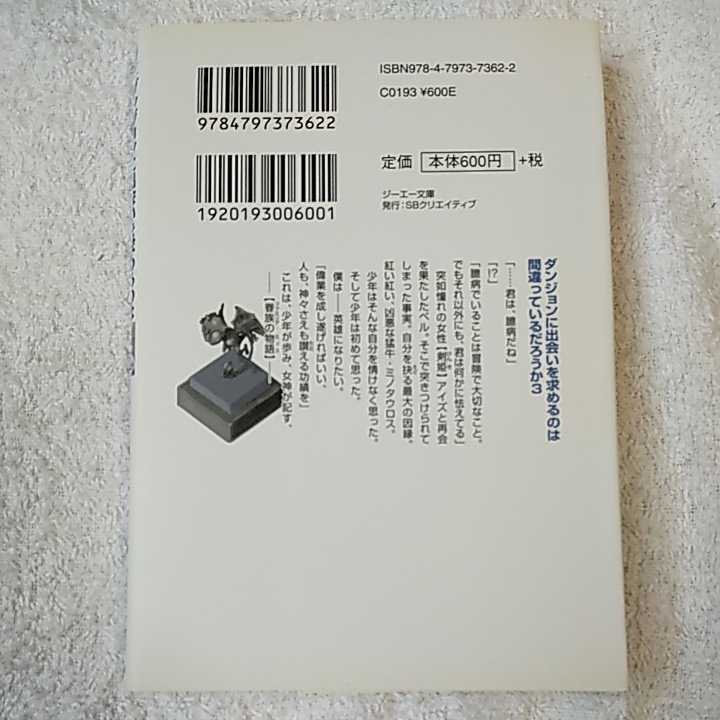 ISBN978-4-7973-7362-2
C0193 ¥600E
9784797373622
定価 本体600円 +税
1920193006001
ジーエー文庫
発行：SBクリエイティブ
ダンジョンに出会いを求めるのは
間違っているだろうか3
「……君は、臆病だね」
「!?」
「臆病でいることは冒険で大切なこと。
でもそれ以外にも、君は何かに怯えてる」
突如憧れの女性【剣姫】アイズと再会
を果たしたベル。そこで突きつけられて
しまった事実。自分を抉る最大の因縁。
紅い紅い、凶悪な猛牛・ミノタウロス。
少年はそんな自分を情けなく思った。
そして少年は初めて思った。
僕は――英雄になりたい。
「偉業を成し遂げればいい、
人も、神々さえも讃える功績を」
これは、少年が歩み、女神が記す、
――【眷族の物語】――